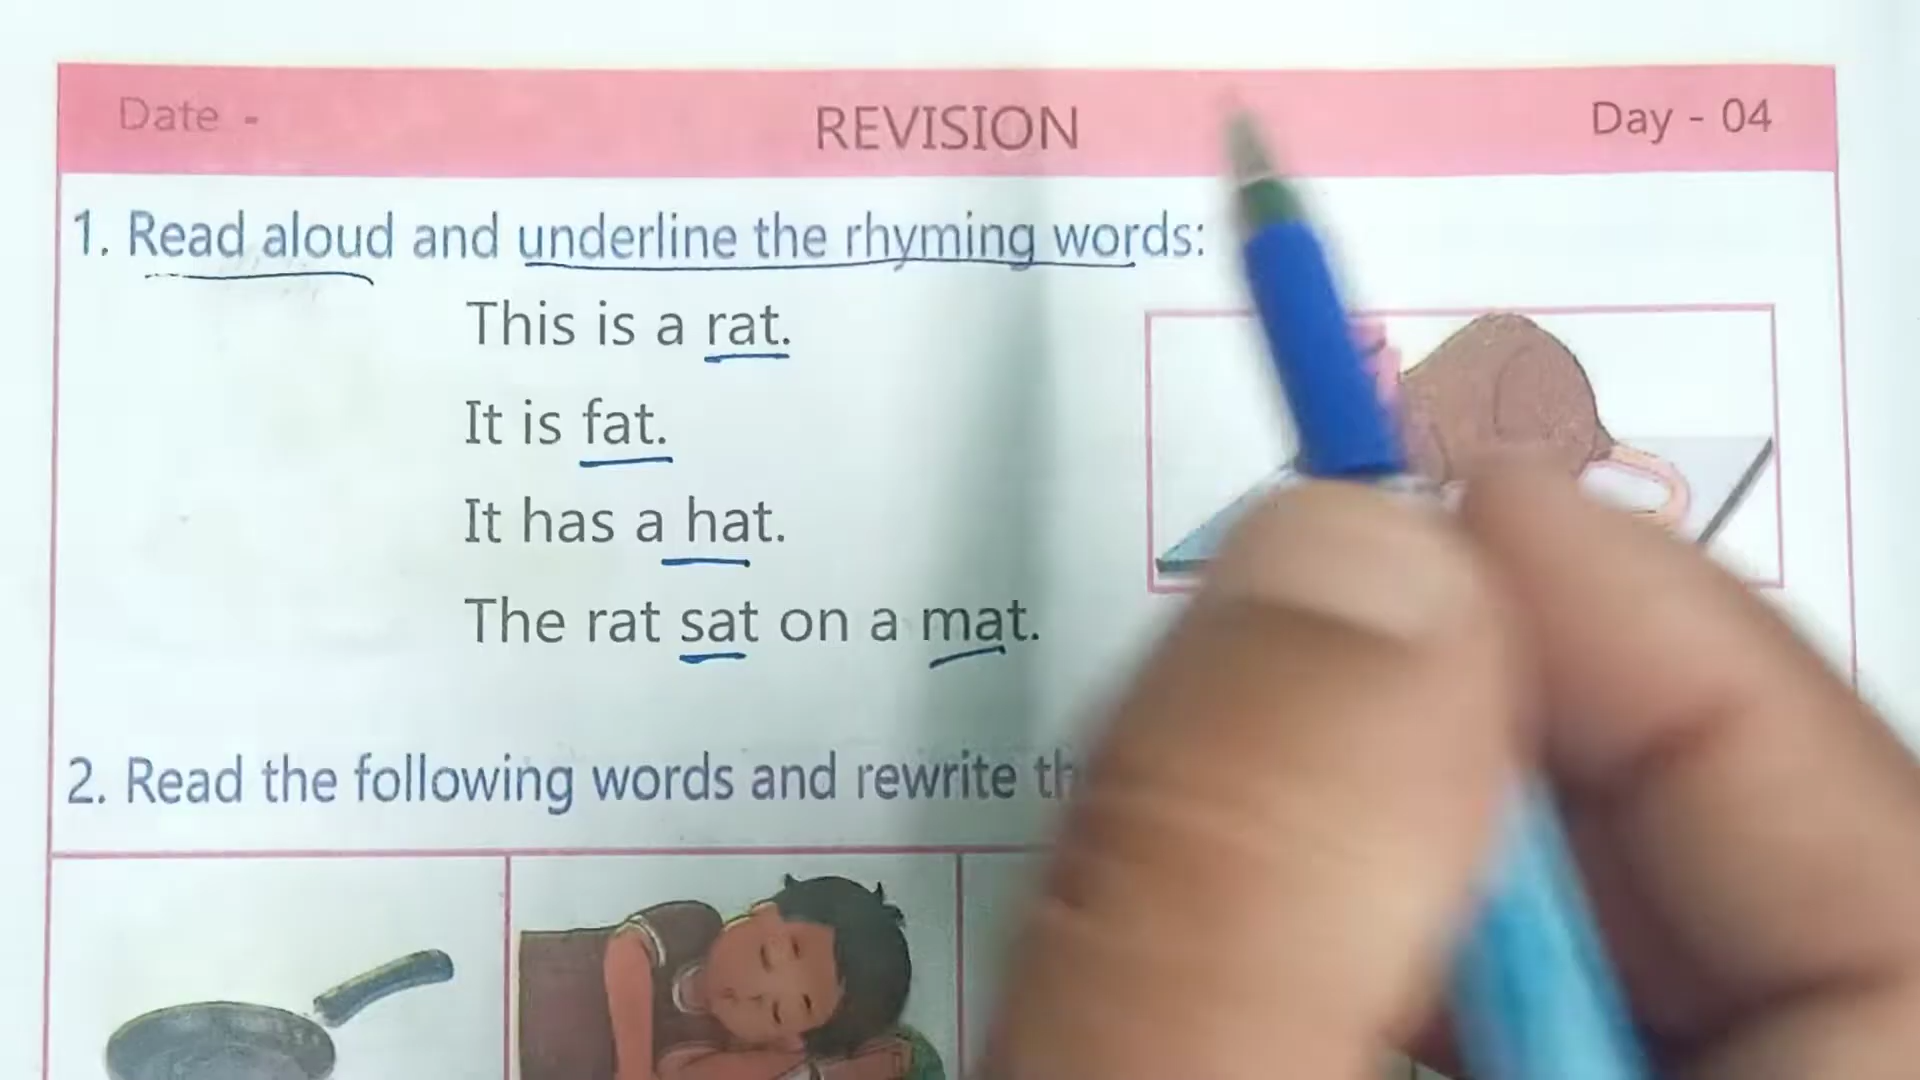 Date - REVISION Day - 04
1. Read aloud and underline the rhyming words:
This is a rat.
It is fat.
It has a hat.
The rat sat on a mat.
2. Read the following words and rewrite